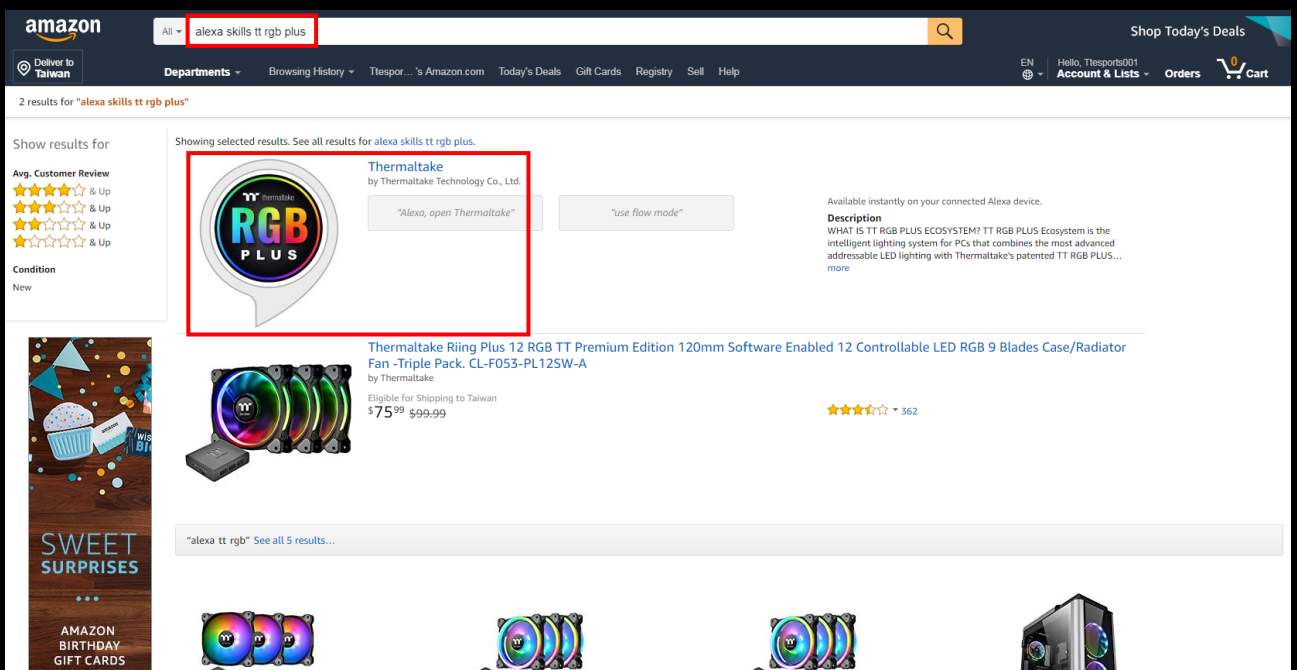 amazon
All
alexa skills tt rgb plus
Shop Today's Deals
Deliver to
Taiwan
Departments
Browsing History
Ttespor... 's Amazon.com
Today's Deals
Gift Cards
Registry
Sell
Help
EN
Hello, Ttesports001
Account & Lists
Orders
0
Cart
2 results for "alexa skills tt rgb plus"
Show results for
Avg. Customer Review
& Up
& Up
& Up
& Up
Condition
New
Showing selected results. See all results for alexa skills tt rgb plus.
thermaltake
RGB
PLUS
Thermaltake
by Thermaltake Technology Co., Ltd.
"Alexa, open Thermaltake"
"use flow mode"
Available instantly on your connected Alexa device.
Description
WHAT IS TT RGB PLUS ECOSYSTEM? TT RGB PLUS Ecosystem is the
intelligent lighting system for PCs that combines the most advanced
addressable LED lighting with Thermaltake's patented TT RGB PLUS...
more
Thermaltake Riing Plus 12 RGB TT Premium Edition 120mm Software Enabled 12 Controllable LED RGB 9 Blades Case/Radiator
Fan -Triple Pack. CL-F053-PL12SW-A
by Thermaltake
Eligible for Shipping to Taiwan
$75 99 $99.99
362
"alexa tt rgb" See all 5 results...
amazon
SWEET
SURPRISES
AMAZON
BIRTHDAY
GIFT CARDS